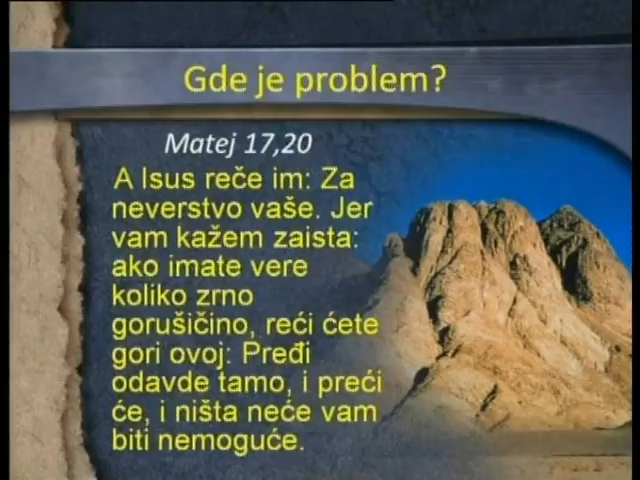 Gde je problem?
Matej 17,20
A Isus reče im: Za
neverstvo vaše. Jer
vam kažem zaista:
ako imate vere
koliko zrno
gorušičino, reći ćete
gori ovoj: Pređi
odavde tamo, i preći
će, i ništa neće vam
biti nemoguće.